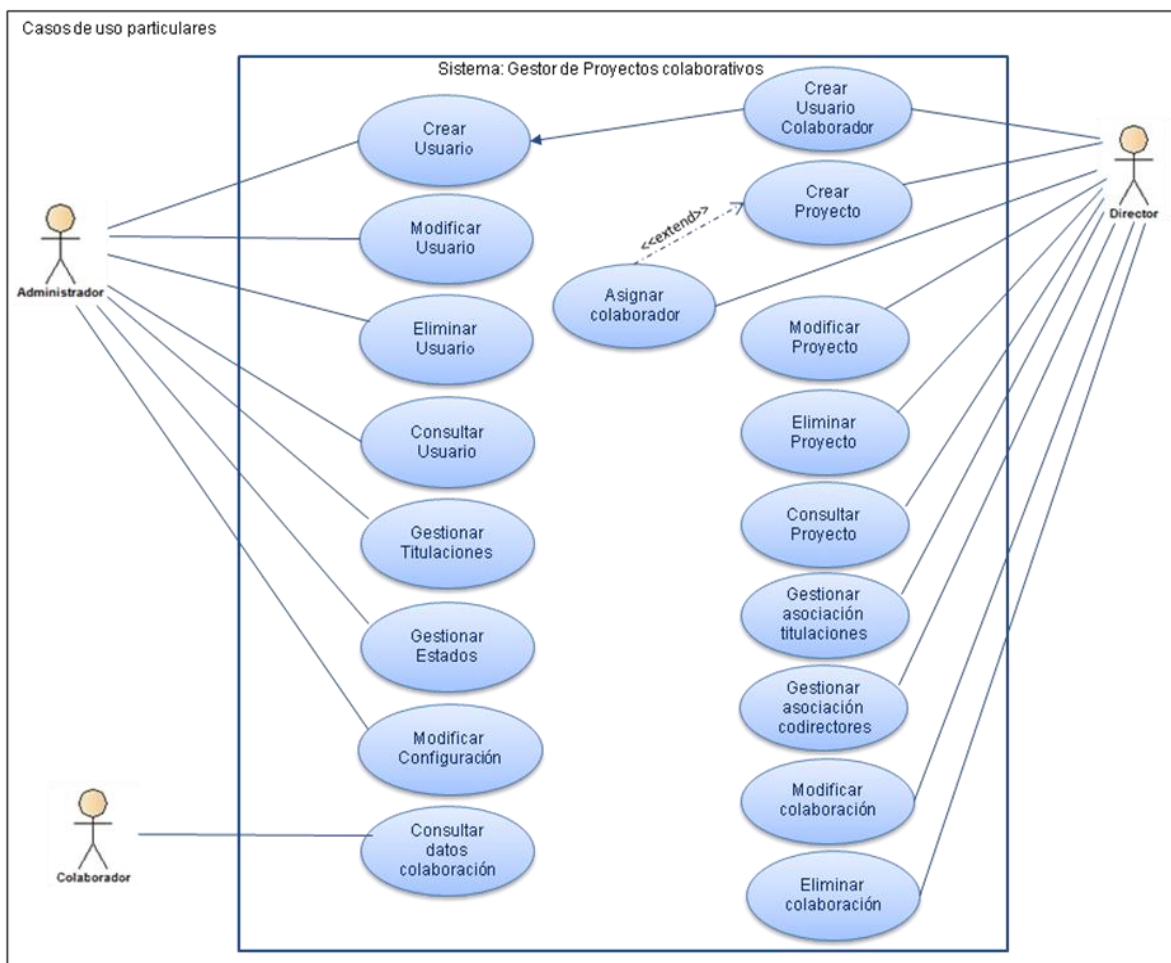 Casos de uso particulares
Sistema: Gestor de Proyectos colaborativos
Crear
Usuario
Crear
Usuario
Colaborador
Director
Modificar
Usuario
Crear
Proyecto
<<extend>>
Administrador
Asignar
colaborador
Eliminar
Usuario
Modificar
Proyecto
Consultar
Usuario
Eliminar
Proyecto
Gestionar
Titulaciones
Consultar
Proyecto
Gestionar
Estados
Gestionar
asociación
titulaciones
Gestionar
asociación
codirectores
Modificar
Configuración
Modificar
colaboración
Colaborador
Consultar
datos
colaboración
Eliminar
colaboración